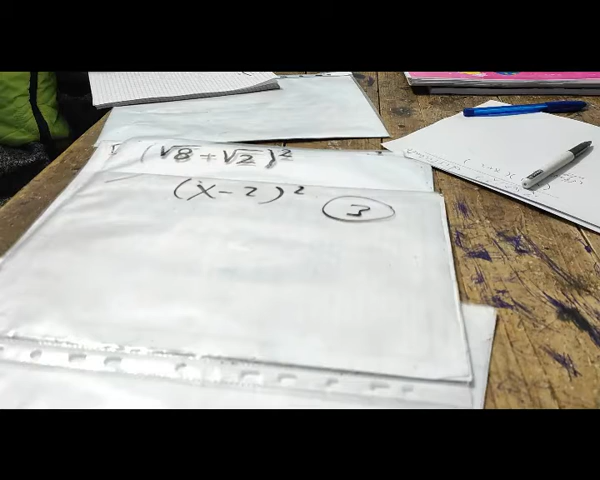 (√8 + √2)²
(x - 2)² 3